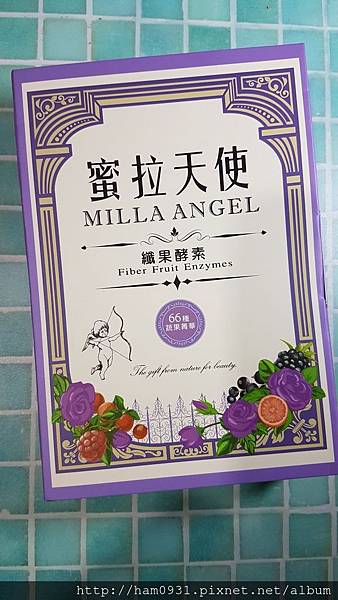 蜜拉天使
MILLA ANGEL
纖果酵素
Fiber Fruit Enzymes
66種
蔬果菁華
The gift from nature for beauty.
http://ham0931.pixnet.net/album